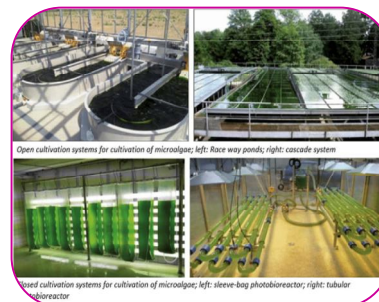 Open cultivation systems for cultivation of microalgae; left: Race way ponds; right: cascade system
losed cultivation systems for cultivation of microalgae; left: sleeve-bag photobioreactor; right: tubular
otobioreactor